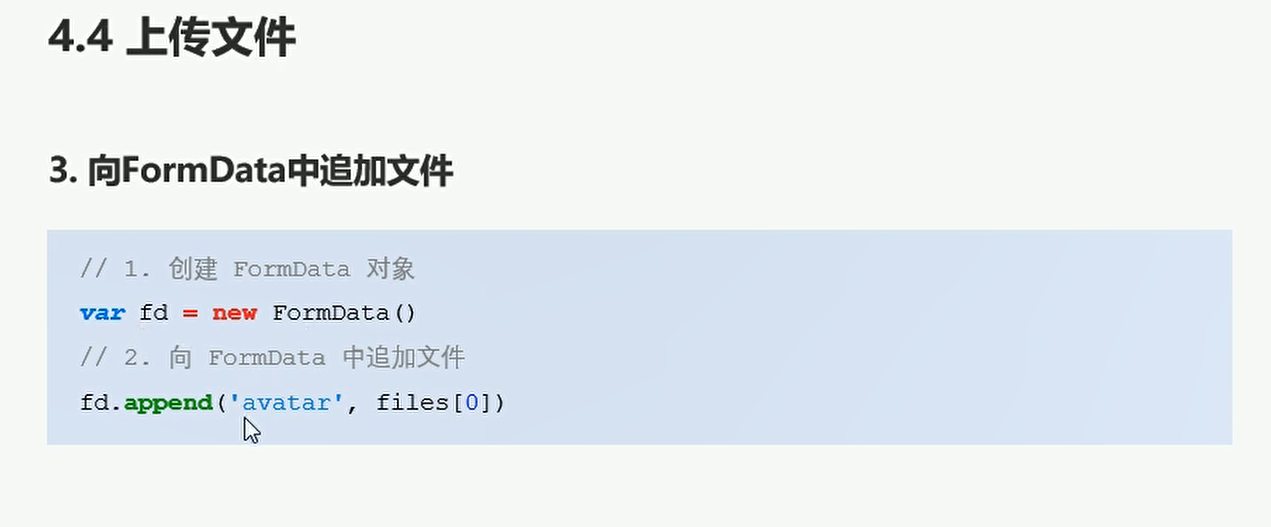 4.4 上传文件
3. 向FormData中追加文件
// 1. 创建 FormData 对象
var fd = new FormData()
// 2. 向 FormData 中追加文件
fd.append('avatar', files[0])